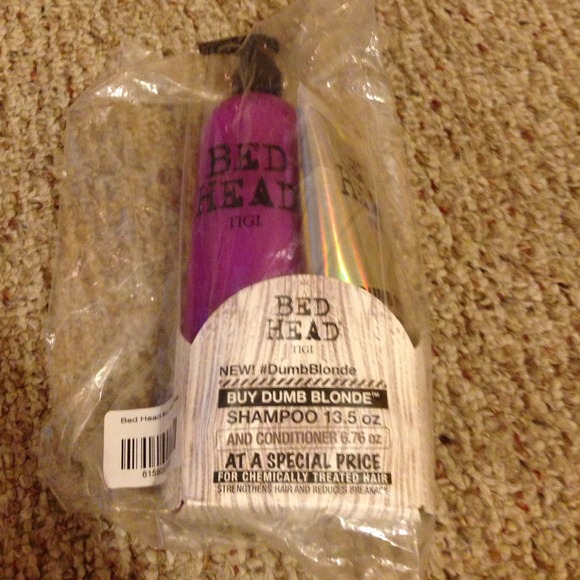 BED
HEAD
TIGI
BED
HEAD
TIGI
NEW! #DumbBlonde
BUY DUMB BLONDE™
SHAMPOO 13.5 oz
AND CONDITIONER 6.76 oz
AT A SPECIAL PRICE
FOR CHEMICALLY TREATED HAIR
STRENGTHENS HAIR AND REDUCES BREAKAGE
Bed Head